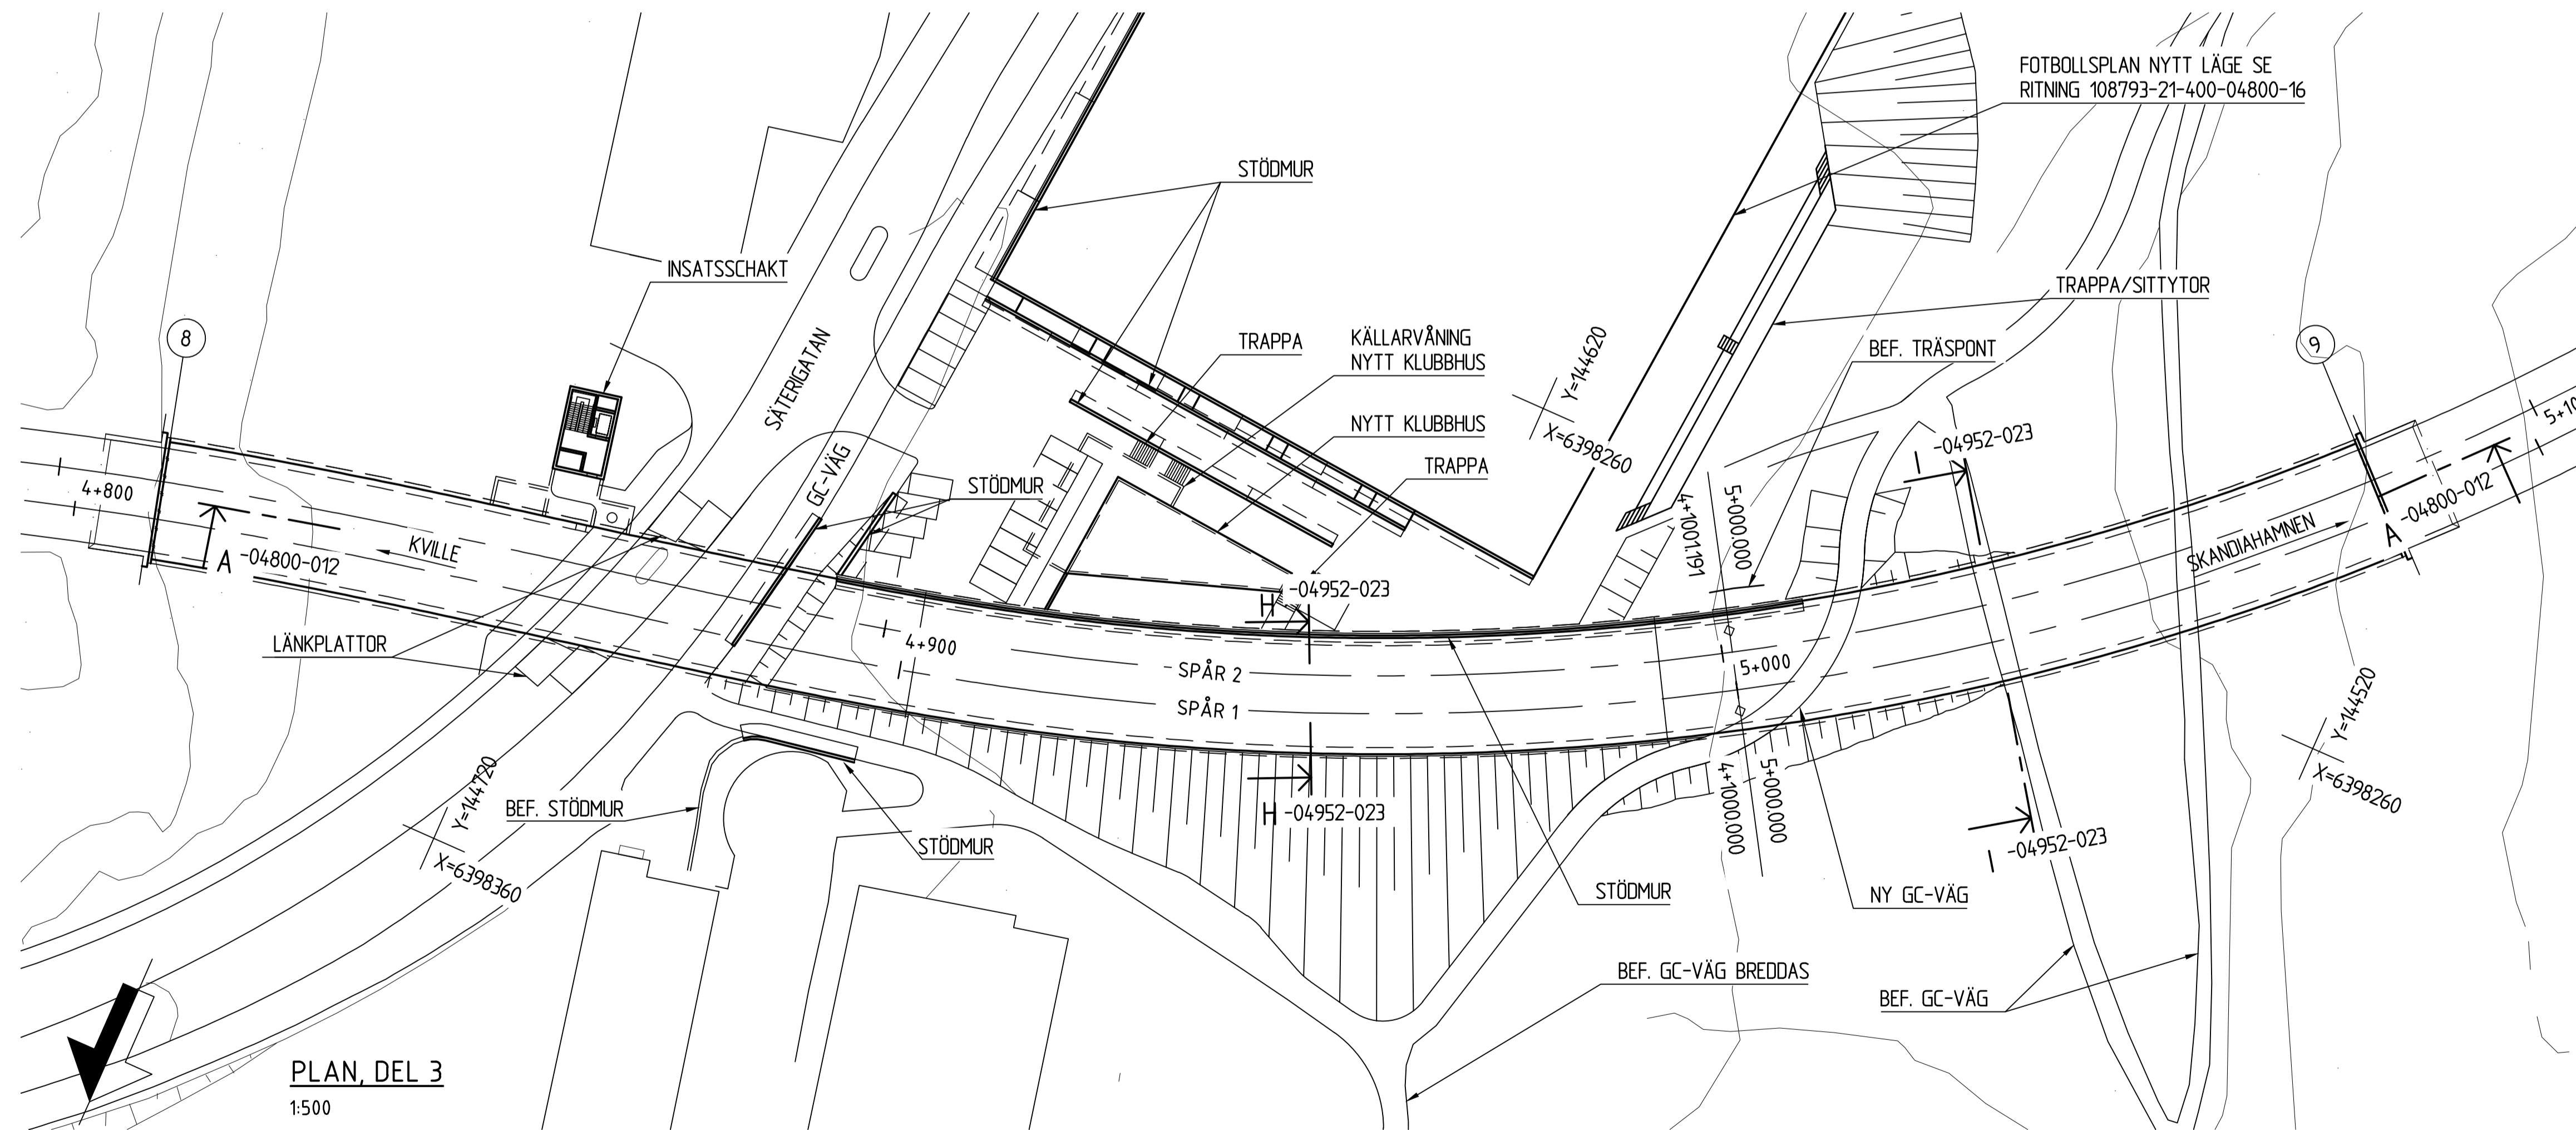 FOTBOLLSPLAN NYTT LÄGE SE
RITNING 108793-21-400-04800-16
STÖDMUR
INSATSSCHAKT
TRAPPA/SITTYTOR
8
SÄTERIGATAN
TRAPPA
KÄLLARVÅNING
NYTT KLUBBHUS
Y=144620
BEF. TRÄSPONT
9
NYTT KLUBBHUS
X=6398260
I
-04952-023
5+10
TRAPPA
GC-VÄG
STÖDMUR
4+800
4+1001.191
5+000.000
A
-04800-012
KVILLE
A
-04800-012
SKANDIAHAMNEN
H
-04952-023
LÄNKPLATTOR
4+900
SPÅR 2
SPÅR 1
5+000
Y=144520
X=6398260
Y=144720
X=6398360
BEF. STÖDMUR
STÖDMUR
H
-04952-023
4+1000.000
5+000.000
I
-04952-023
STÖDMUR
NY GC-VÄG
BEF. GC-VÄG BREDDAS
BEF. GC-VÄG
PLAN, DEL 3
1:500